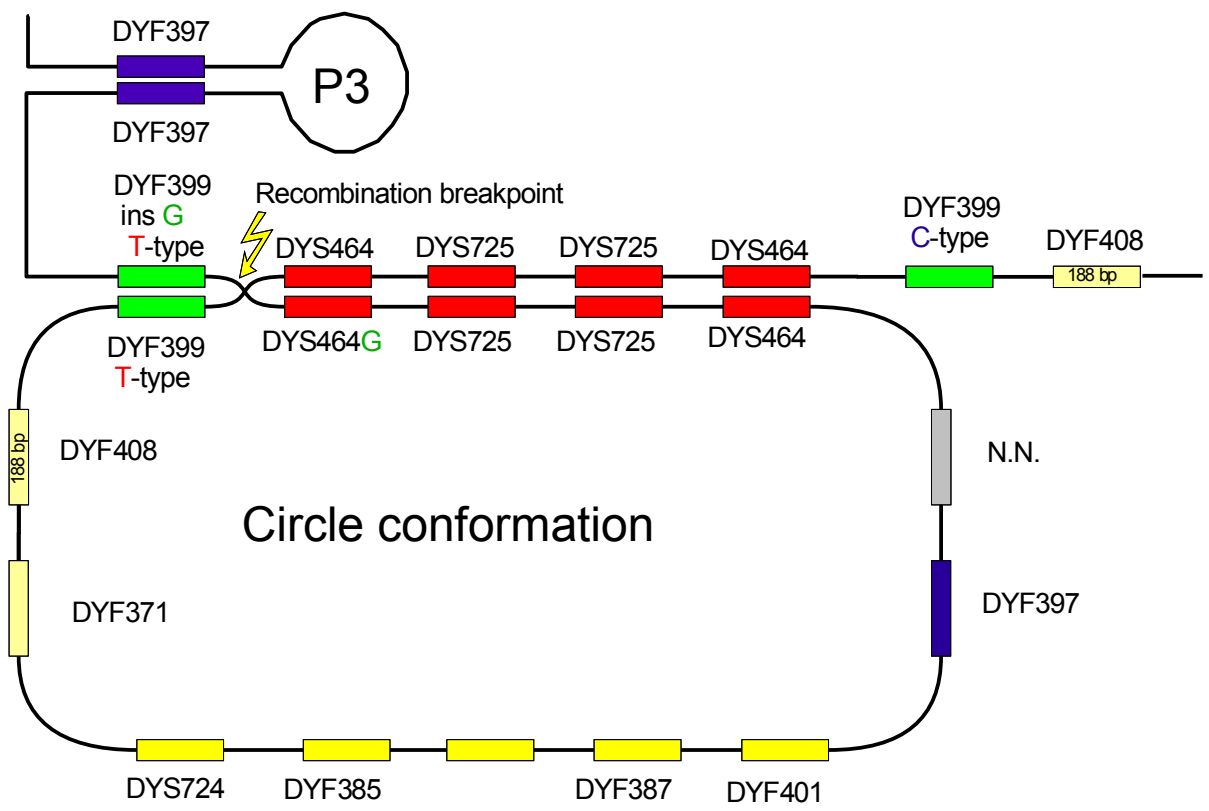 DYF397
P3
DYF397
DYF399
ins G
T-type
Recombination breakpoint
DYS464
DYS725
DYS725
DYS464
DYF399
C-type
DYF408
188 bp
DYF399
T-type
DYS464G
DYS725
DYS725
DYS464
188 bp
DYF408
N.N.
Circle conformation
DYF371
DYF397
DYS724
DYF385
DYF387
DYF401